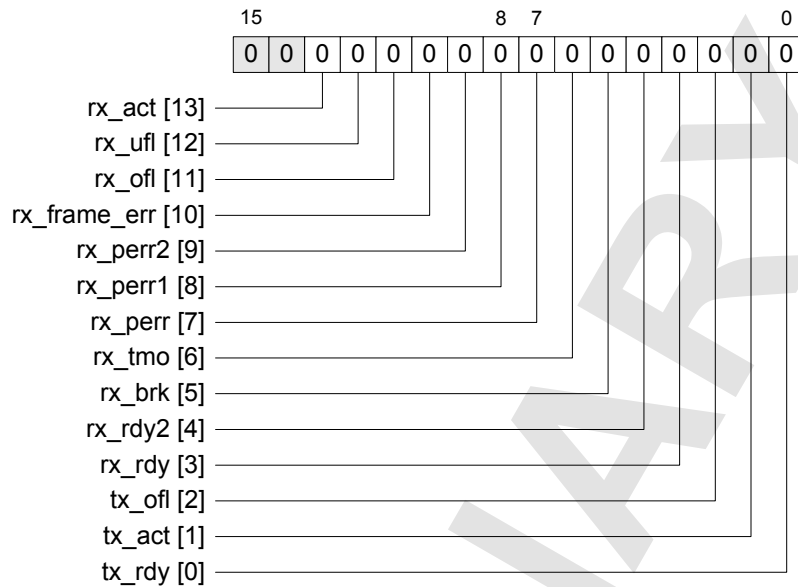 15 8 7 0
0 0 0 0 0 0 0 0 0 0 0 0 0 0 0 0
rx_act [13]
rx_ufl [12]
rx_ofl [11]
rx_frame_err [10]
rx_perr2 [9]
rx_perr1 [8]
rx_perr [7]
rx_tmo [6]
rx_brk [5]
rx_rdy2 [4]
rx_rdy [3]
tx_ofl [2]
tx_act [1]
tx_rdy [0]